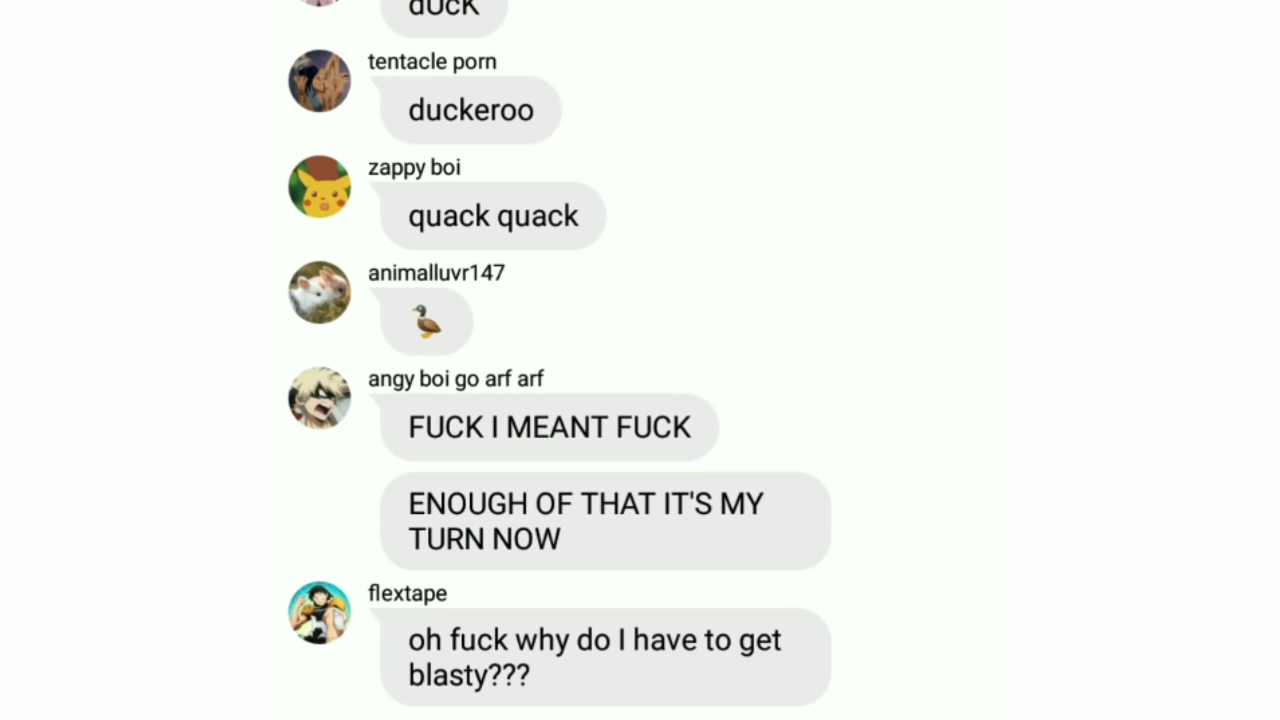 dUcK
tentacle porn
duckeroo
zappy boi
quack quack
animalluvr147
🦆
angy boi go arf arf
FUCK I MEANT FUCK
ENOUGH OF THAT IT'S MY
TURN NOW
flextape
oh fuck why do I have to get
blasty???